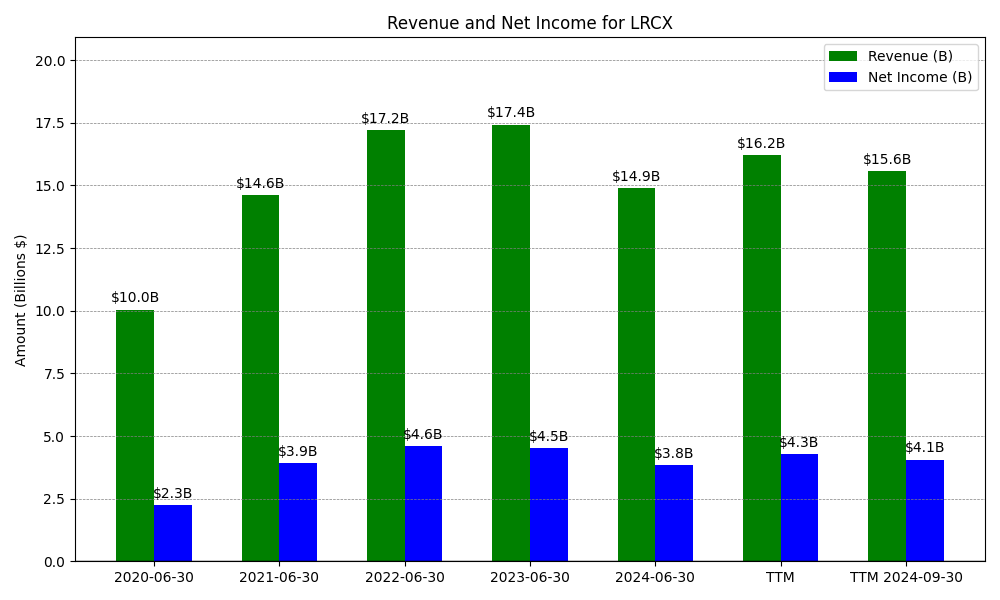 Revenue and Net Income for LRCX
Revenue (B)
Net Income (B)
Amount (Billions $)
20.0
17.5
15.0
12.5
10.0
7.5
5.0
2.5
0.0
$10.0B
$2.3B
$14.6B
$3.9B
$17.2B
$4.6B
$17.4B
$4.5B
$14.9B
$3.8B
$16.2B
$4.3B
$15.6B
$4.1B
2020-06-30
2021-06-30
2022-06-30
2023-06-30
2024-06-30
TTM
TTM 2024-09-30